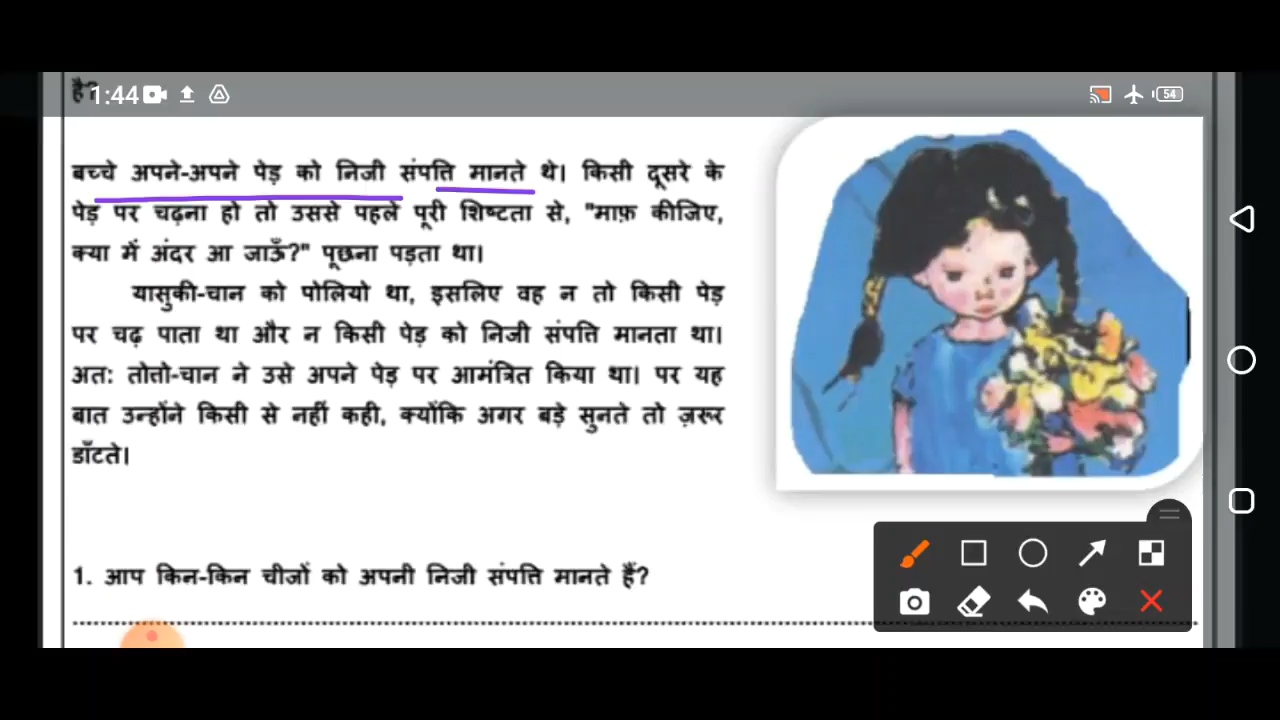 है?
1:44
54
बच्चे अपने-अपने पेड़ को निजी संपत्ति मानते थे। किसी दूसरे के
पेड़ पर चढ़ना हो तो उससे पहले पूरी शिष्टता से, "माफ़ कीजिए,
क्या में अंदर आ जाऊँ?" पूछना पड़ता था।
यासुकी-चान को पोलियो था, इसलिए वह न तो किसी पेड़
पर चढ़ पाता था और न किसी पेड़ को निजी संपत्ति मानता था।
अत: तोत्तो-चान ने उसे अपने पेड़ पर आमंत्रित किया था। पर यह
बात उन्होंने किसी से नहीं कही, क्योंकि अगर बड़े सुनते तो ज़रूर
डाँटते।
1. आप किन-किन चीजों को अपनी निजी संपत्ति मानते हैं?